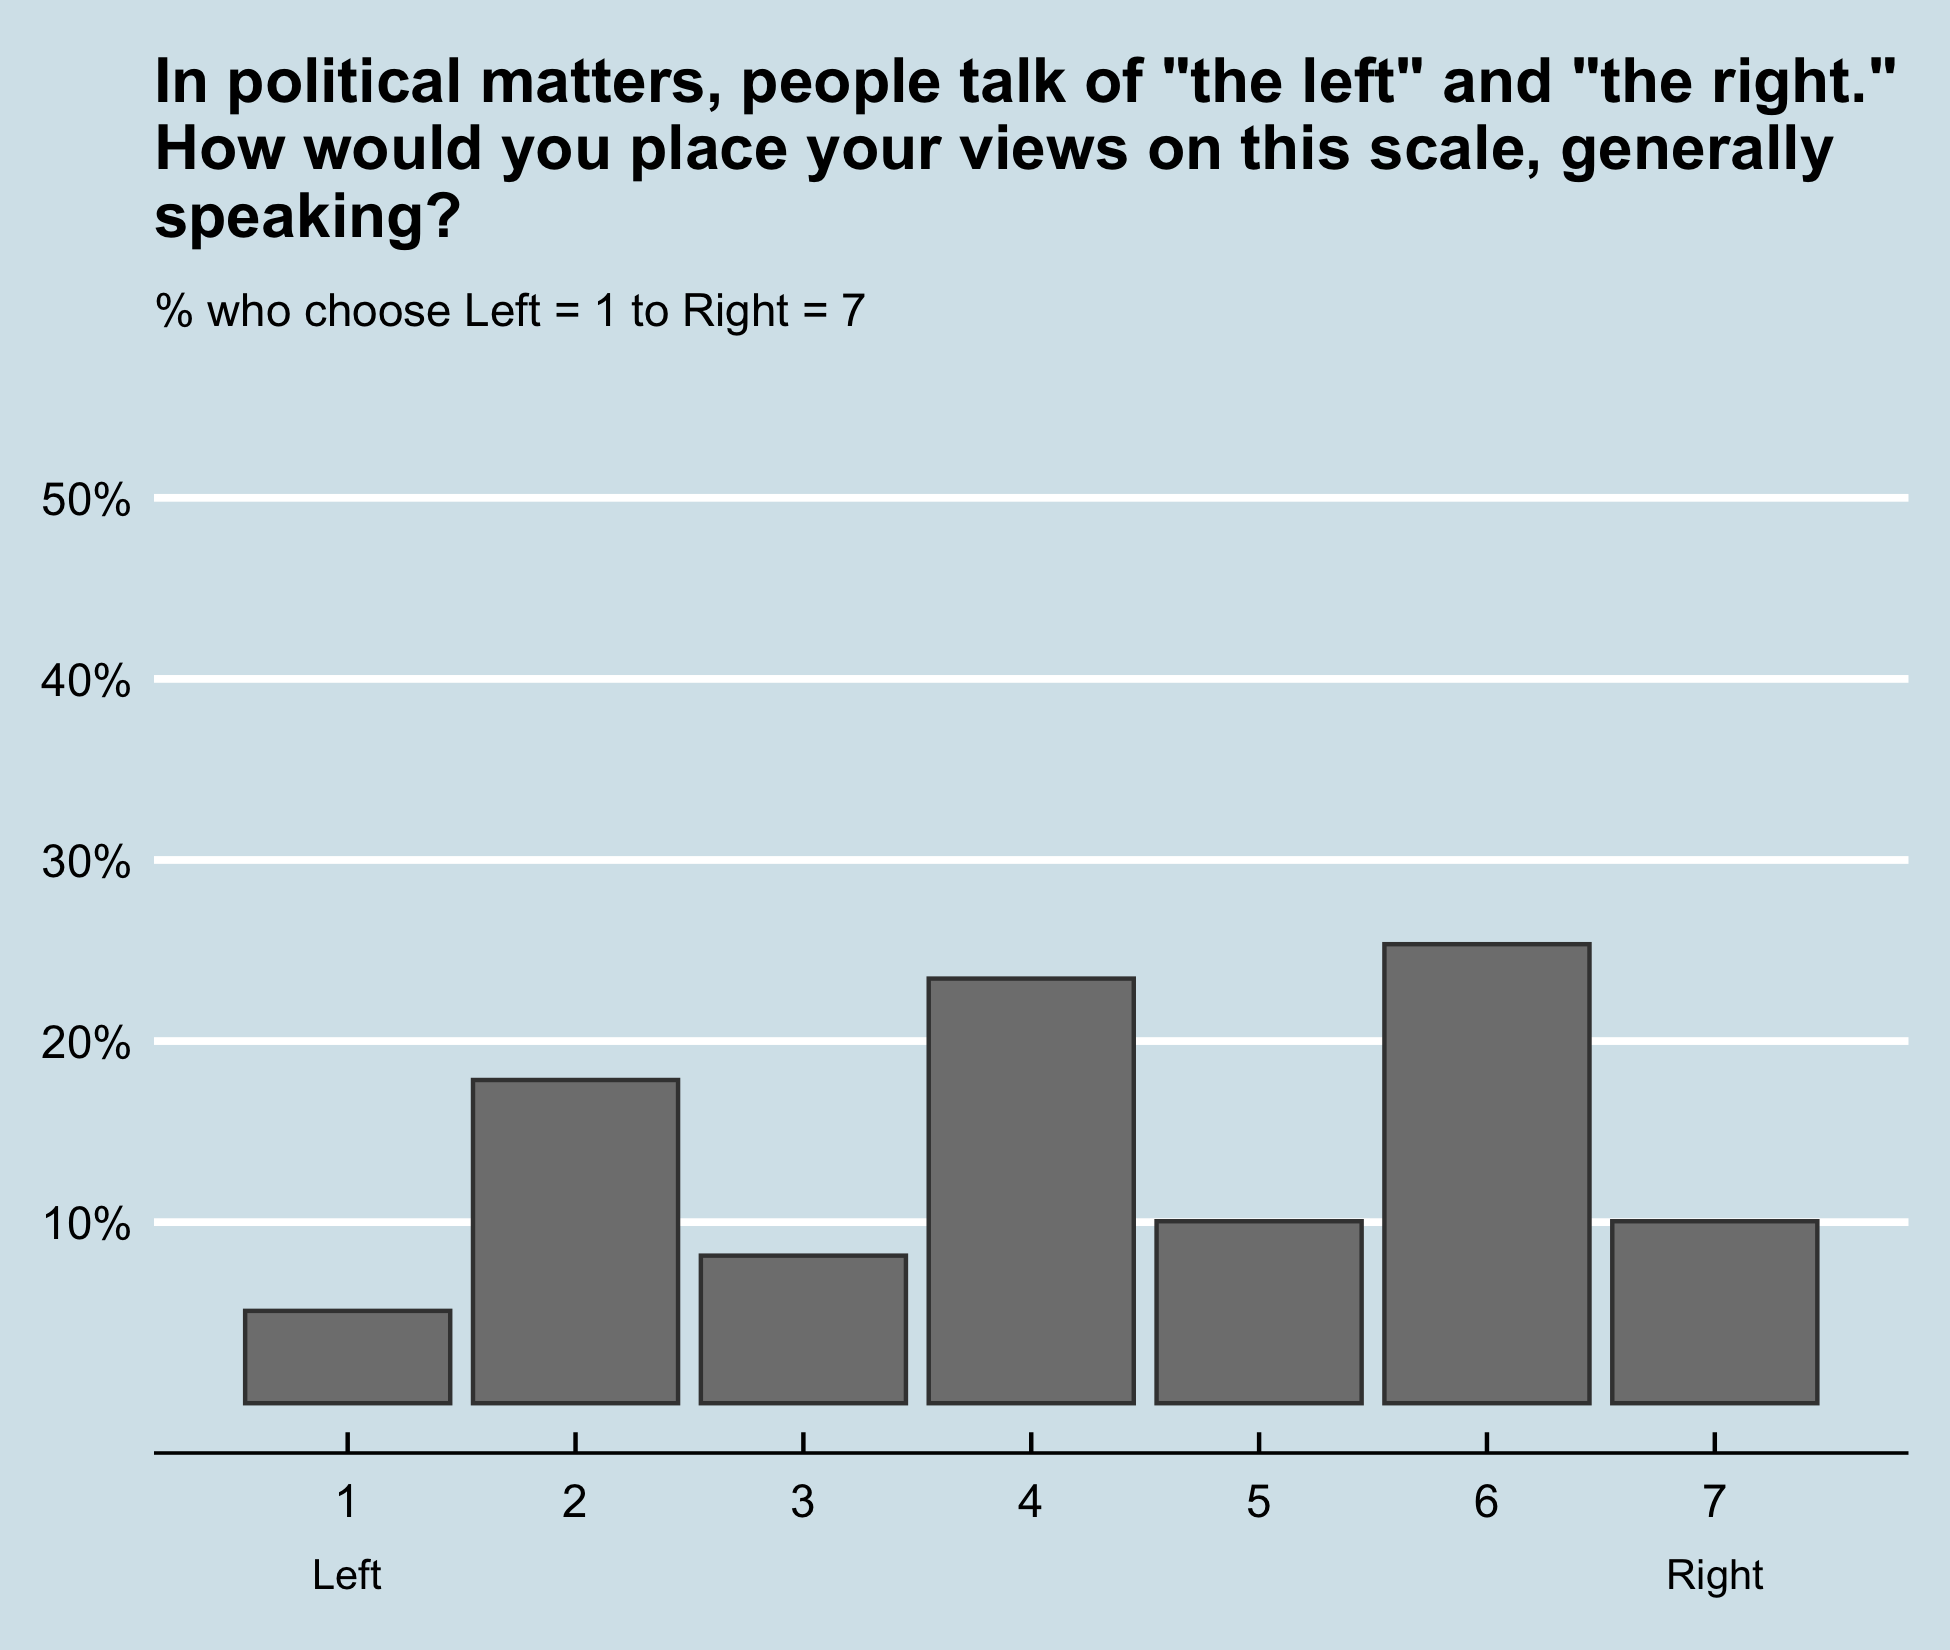 In political matters, people talk of "the left" and "the right."
How would you place your views on this scale, generally
speaking?
% who choose Left = 1 to Right = 7
50%
40%
30%
20%
10%
1 2 3 4 5 6 7
Left Right